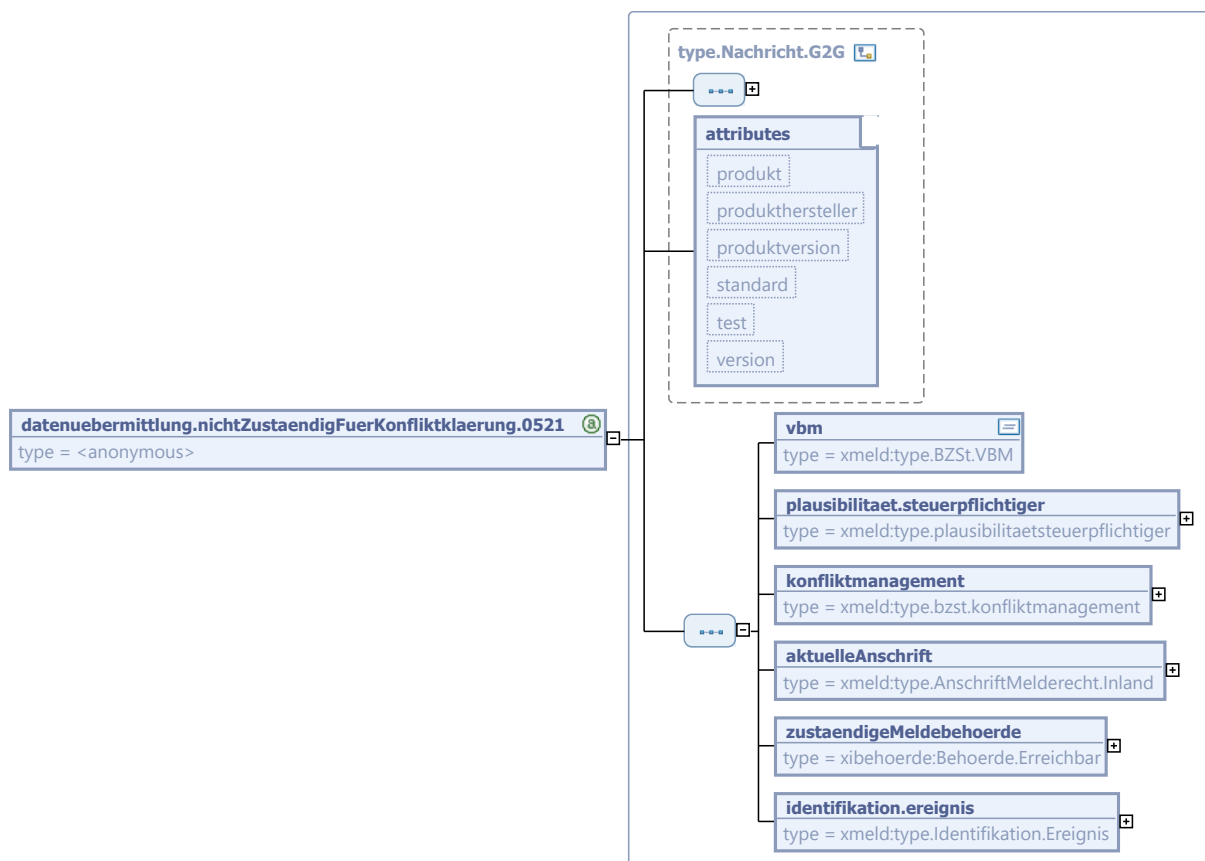 type.Nachricht.G2G
attributes
produkt
produkthersteller
produktversion
standard
test
version
datenuebermittlung.nichtZustaendigFuerKonfliktklaerung.0521
type = <anonymous>
vbm
type = xmeld:type.BZSt.VBM
plausibilitaet.steuerpflichtiger
type = xmeld:type.plausibilitaetsteuerpflichtiger
konfliktmanagement
type = xmeld:type.bzst.konfliktmanagement
aktuelleAnschrift
type = xmeld:type.AnschriftMelderecht.Inland
zustaendigeMeldebehoerde
type = xibehoerde:Behoerde.Erreichbar
identifikation.ereignis
type = xmeld:type.Identifikation.Ereignis